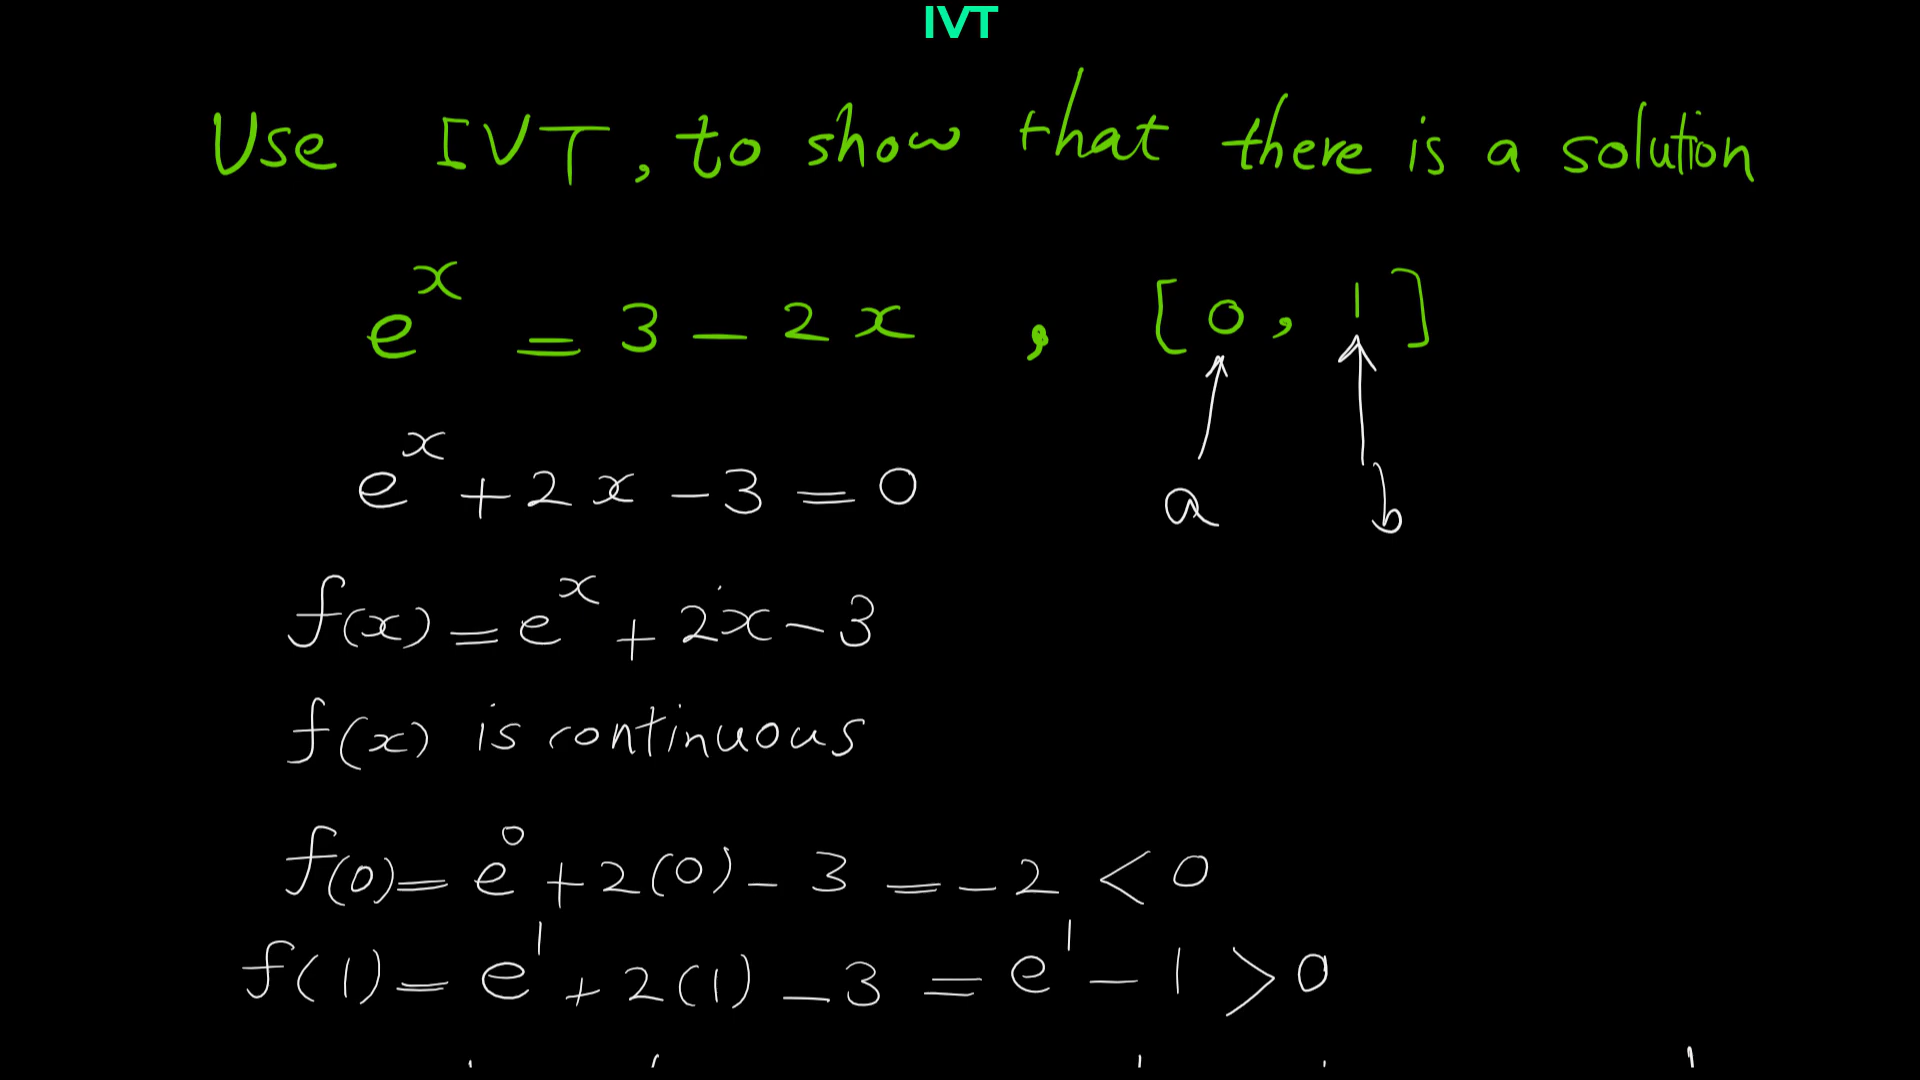 IVT
Use IVT, to show that there is a solution
e^x = 3 - 2x , [0, 1]
e^x + 2x - 3 = 0
a b
f(x) = e^x + 2x - 3
f(x) is continuous
f(0) = e^0 + 2(0) - 3 = -2 < 0
f(1) = e^1 + 2(1) - 3 = e^1 - 1 > 0